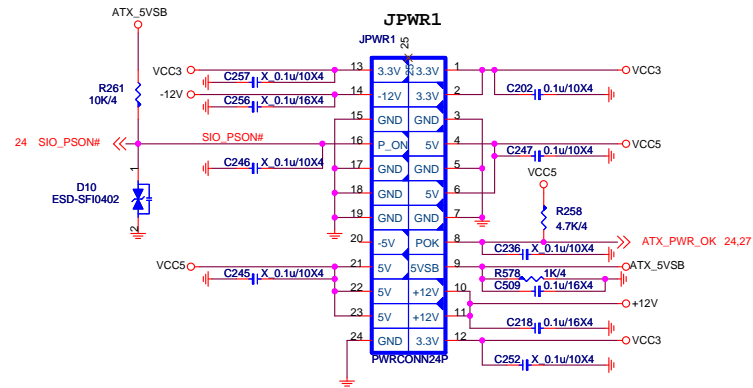 ATX_5VSB
JPWR1
JPWR1
25
25
VCC3
C257 X_0.1u/10X4
13 3.3V 3.3V 1
VCC3
R261
10K/4
-12V
C256 X_0.1u/16X4
14 -12V 3.3V 2
C202 0.1u/10X4
15 GND GND 3
24 SIO_PSON#
SIO_PSON#
16 P_ON 5V 4
VCC5
C246 X_0.1u/10X4
17 GND GND 5
C247 0.1u/10X4
1
D10
ESD-SFI0402
2
18 GND 5V 6
VCC5
19 GND GND 7
R258
4.7K/4
20 -5V POK 8
ATX_PWR_OK 24,27
C236 X_0.1u/10X4
VCC5
21 5V 5VSB 9
ATX_5VSB
C245 X_0.1u/10X4
R578 1K/4
C509 0.1u/16X4
22 5V +12V 10
+12V
23 5V +12V 11
C218 0.1u/16X4
24 GND 3.3V 12
VCC3
PWRCONN24P
C252 X_0.1u/10X4